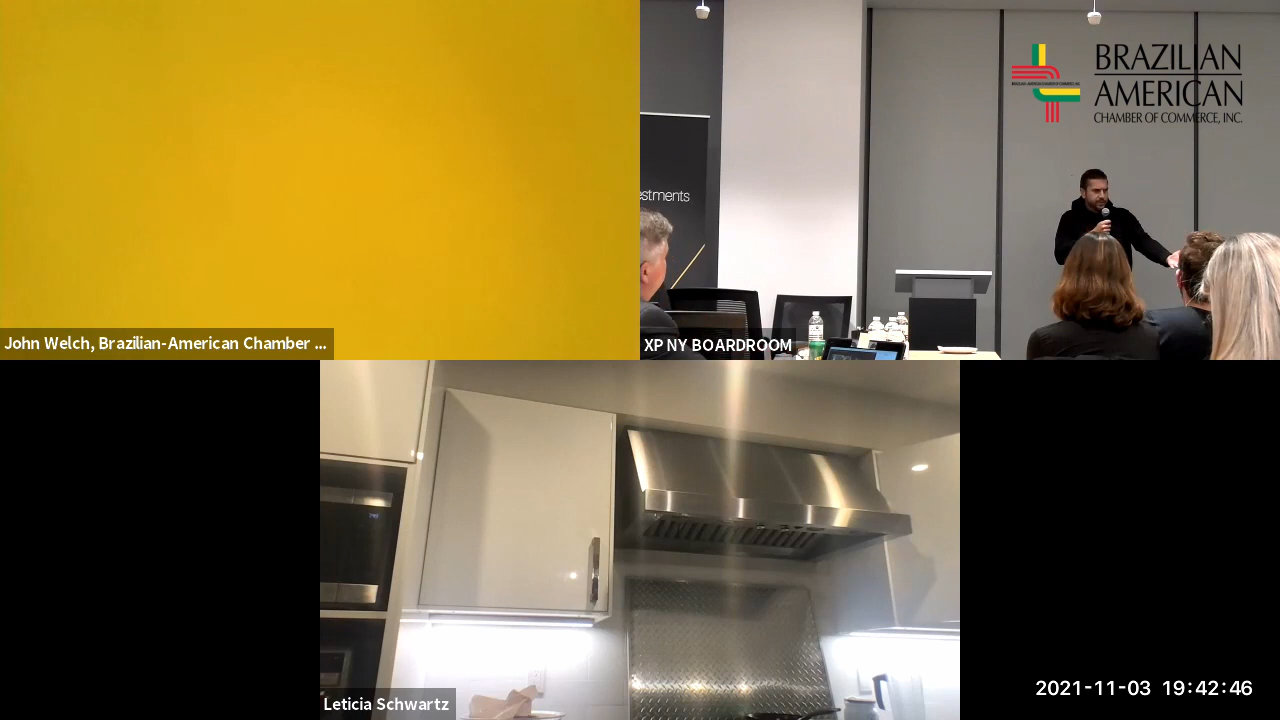 BRAZILIAN
AMERICAN
CHAMBER OF COMMERCE, INC.
estments
John Welch, Brazilian-American Chamber ...
XP NY BOARDROOM
Leticia Schwartz
2021-11-03 19:42:46